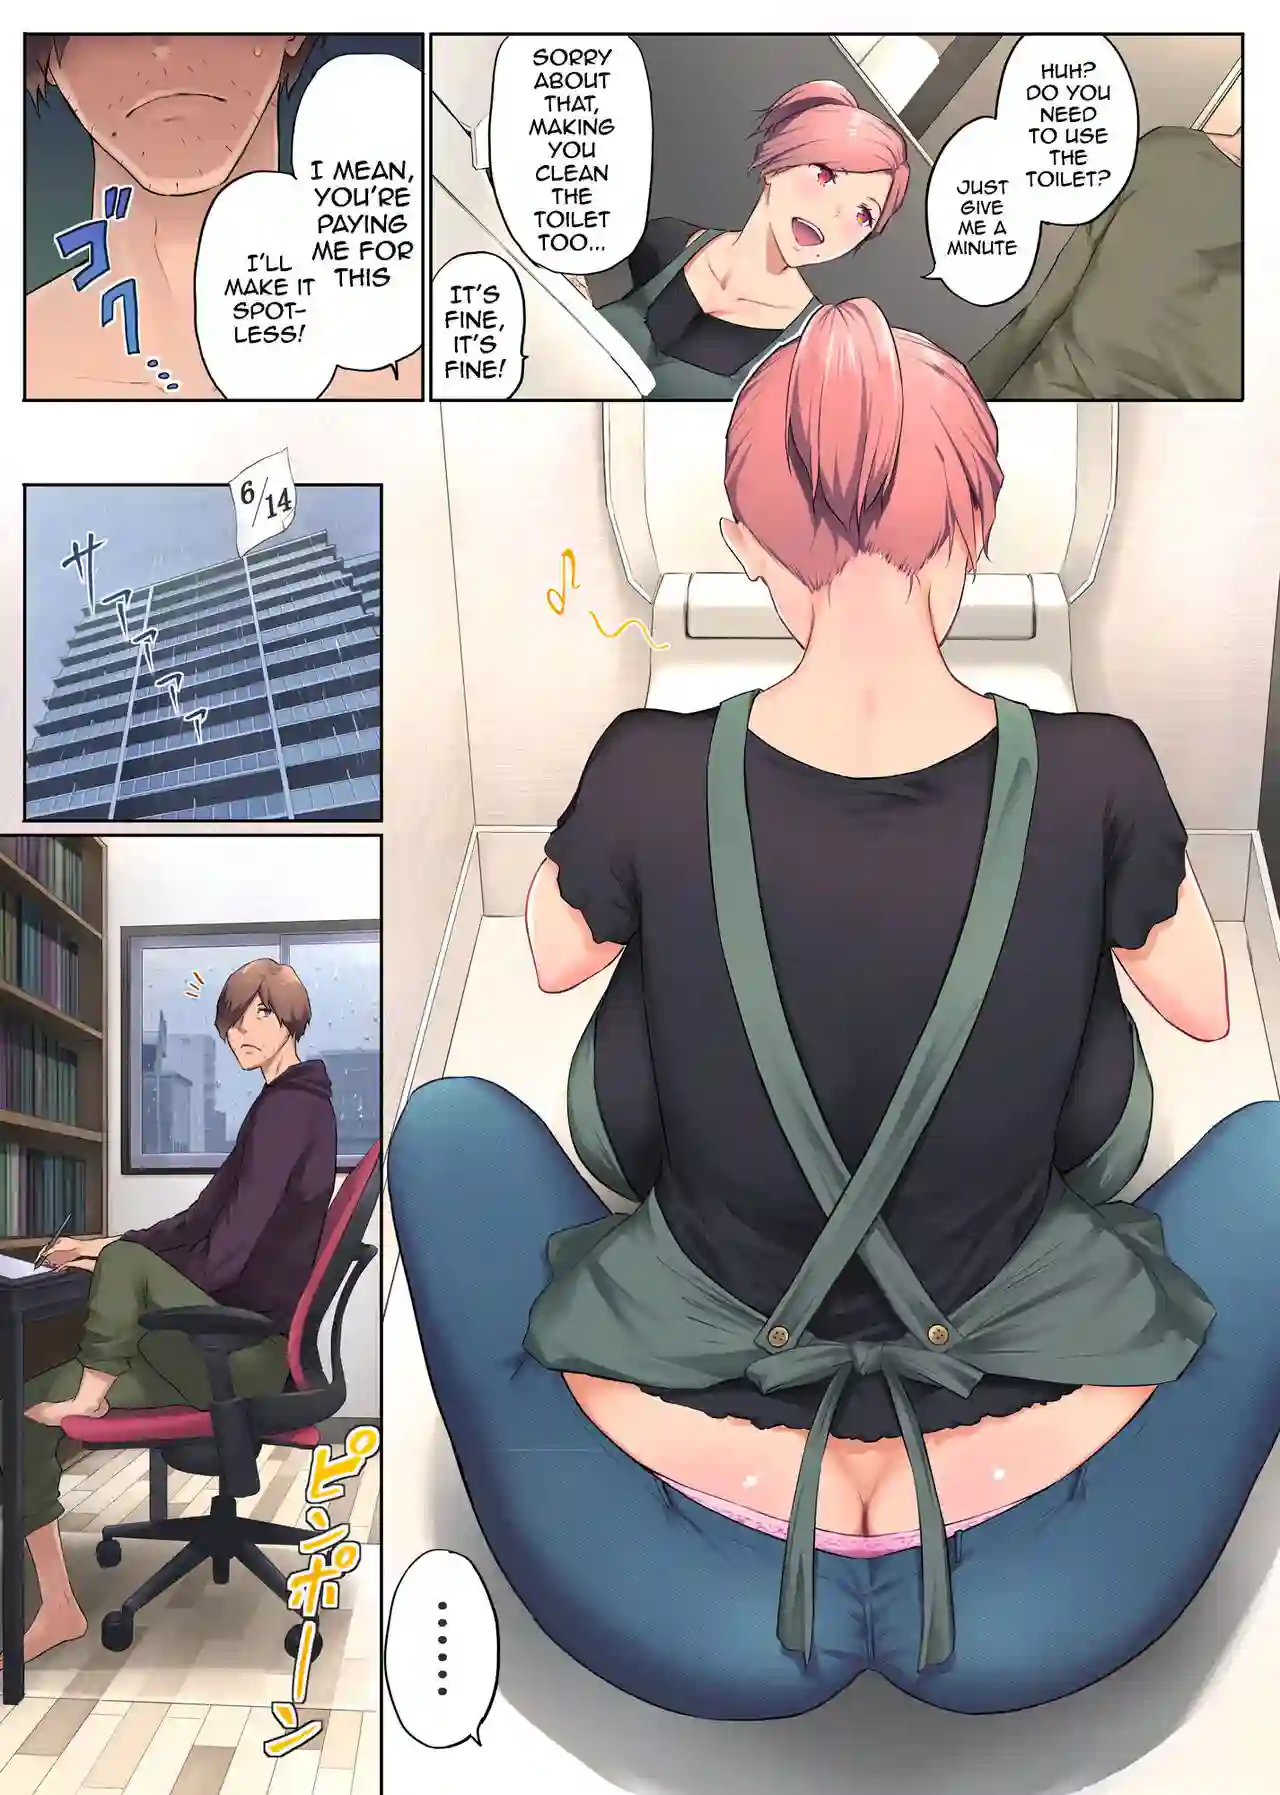 HUH?
DO YOU
NEED
TO USE
THE
TOILET?
JUST
GIVE
ME A
MINUTE
SORRY
ABOUT
THAT,
MAKING
YOU
CLEAN
THE
TOILET
TOO...
IT'S
FINE,
IT'S
FINE!
I MEAN,
YOU'RE
PAYING
ME FOR
THIS
I'LL
MAKE IT
SPOT-
LESS!
ゴクッ…
6/14
サァァァァァ
ピンポーン
.......